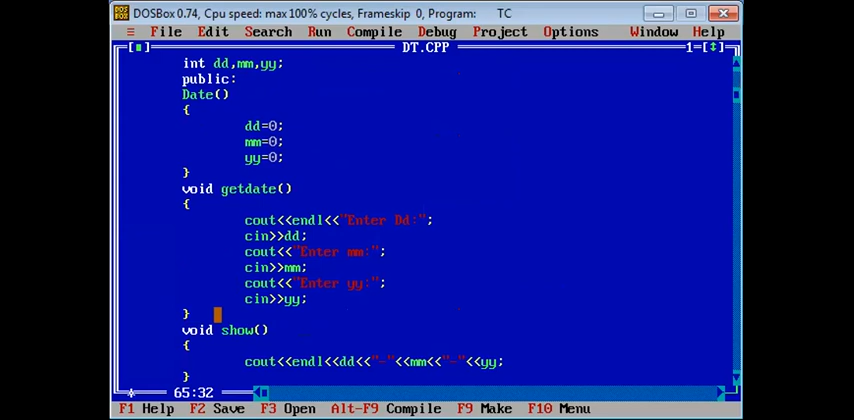 DOSBox 0.74, Cpu speed: max 100% cycles, Frameskip 0, Program: TC
≡ File Edit Search Run Compile Debug Project Options Window Help
[■] DT.CPP 1=[↕]
int dd,mm,yy;
public:
Date()
{
dd=0;
mm=0;
yy=0;
}
void getdate()
{
cout<<endl<<"Enter Dd:";
cin>>dd;
cout<<"Enter mm:";
cin>>mm;
cout<<"Enter yy:";
cin>>yy;
}
void show()
{
cout<<endl<<dd<<"-"<<mm<<"-"<<yy;
}
65:32
F1 Help F2 Save F3 Open Alt-F9 Compile F9 Make F10 Menu